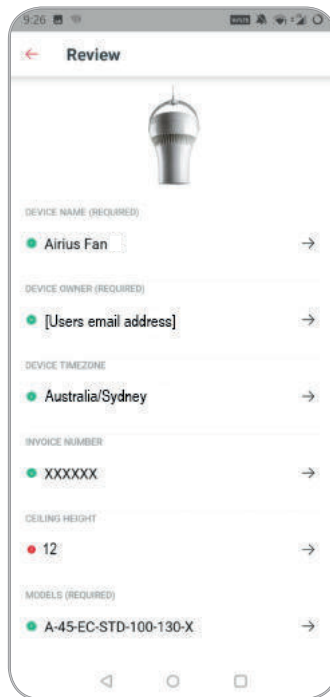 9:26
Review
DEVICE NAME (REQUIRED)
Airius Fan
DEVICE OWNER (REQUIRED)
[Users email address]
DEVICE TIMEZONE
Australia/Sydney
INVOICE NUMBER
XXXXXX
CEILING HEIGHT
12
MODELS (REQUIRED)
A-45-EC-STD-100-130-X